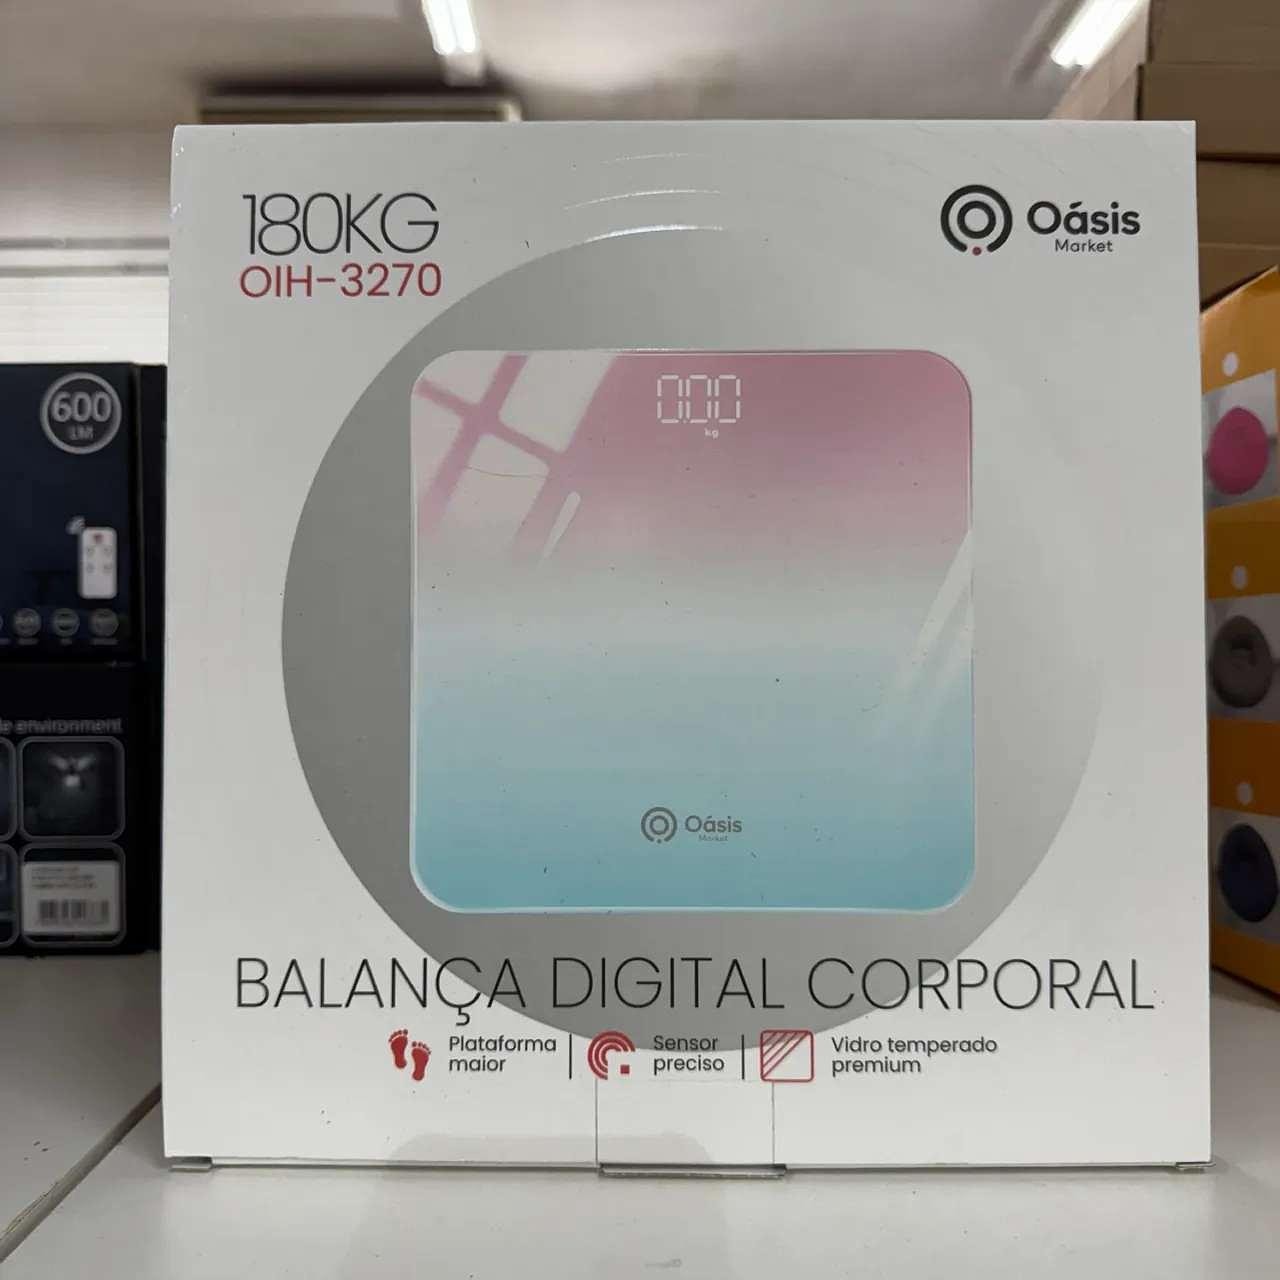 180KG
OIH-3270
Oásis
Market
600
LM
0.00
kg
environment
Oásis
Market
BALANÇA DIGITAL CORPORAL
Plataforma
maior
Sensor
preciso
Vidro temperado
premium